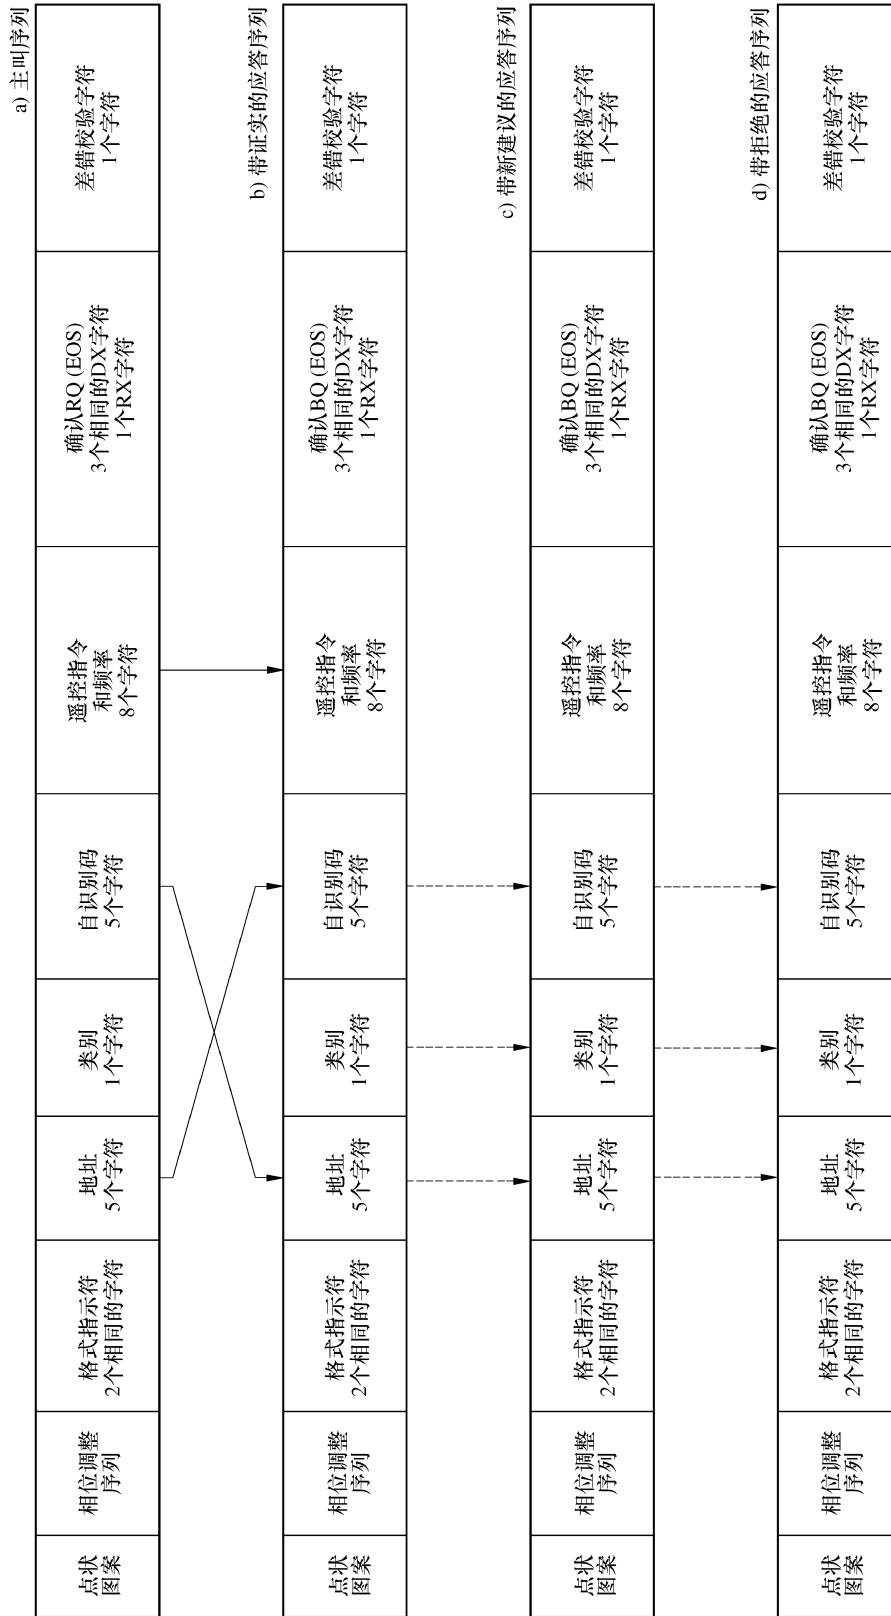 a) 主叫序列
点状
图案
相位调整
序列
格式指示符
2个相同的字符
地址
5个字符
类别
1个字符
自识别码
5个字符
遥控指令
和频率
8个字符
确认RQ (EOS)
3个相同的DX字符
1个RX字符
差错校验字符
1个字符
b) 带证实的应答序列
点状
图案
相位调整
序列
格式指示符
2个相同的字符
地址
5个字符
类别
1个字符
自识别码
5个字符
遥控指令
和频率
8个字符
确认BQ (EOS)
3个相同的DX字符
1个RX字符
差错校验字符
1个字符
c) 带新建议的应答序列
点状
图案
相位调整
序列
格式指示符
2个相同的字符
地址
5个字符
类别
1个字符
自识别码
5个字符
遥控指令
和频率
8个字符
确认BQ (EOS)
3个相同的DX字符
1个RX字符
差错校验字符
1个字符
d) 带拒绝的应答序列
点状
图案
相位调整
序列
格式指示符
2个相同的字符
地址
5个字符
类别
1个字符
自识别码
5个字符
遥控指令
和频率
8个字符
确认BQ (EOS)
3个相同的DX字符
1个RX字符
差错校验字符
1个字符